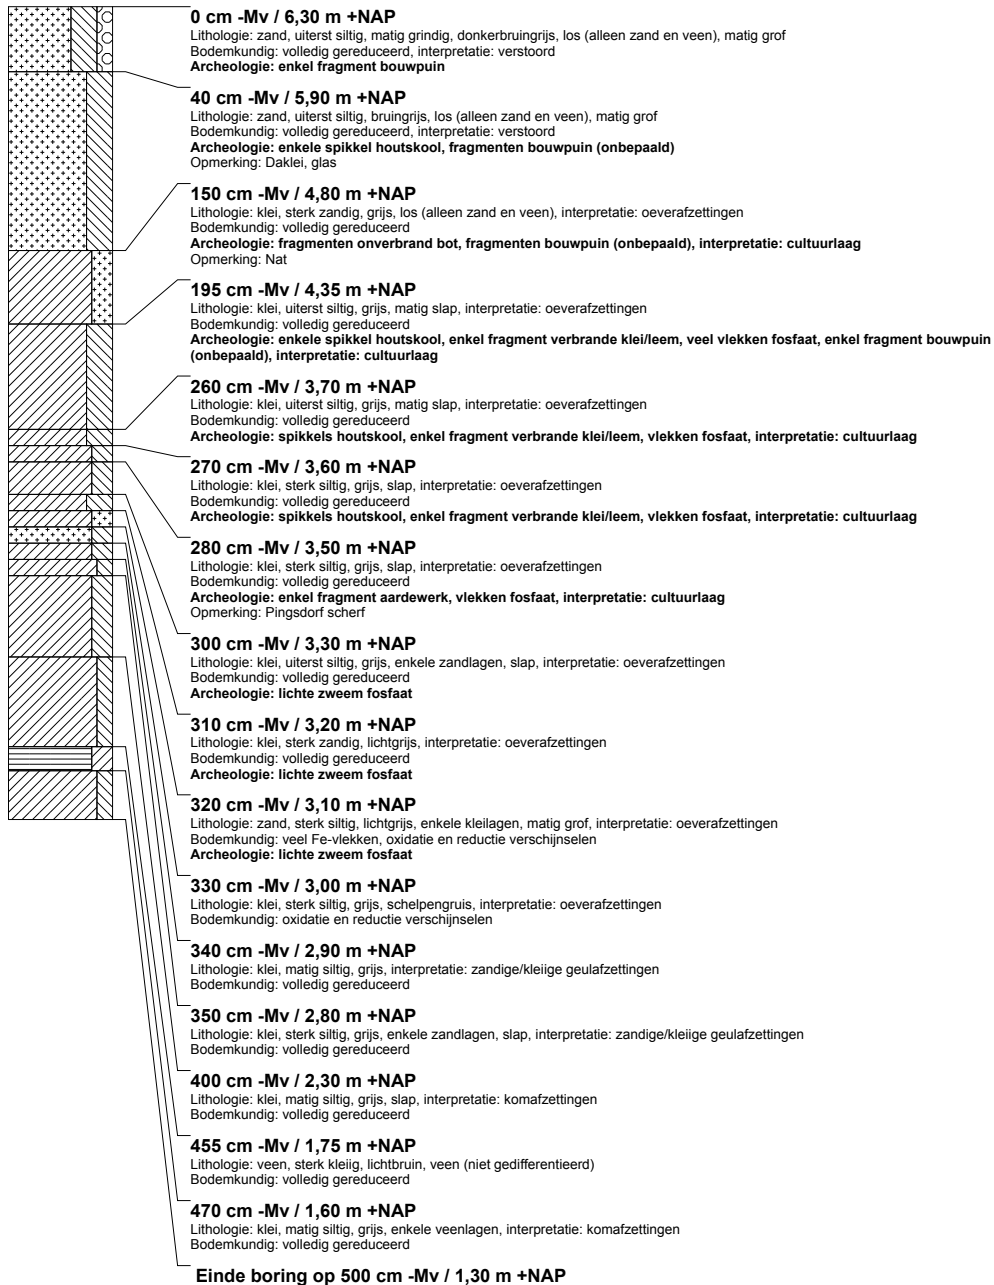 0 cm -Mv / 6,30 m +NAP
Lithologie: zand, uiterst siltig, matig grindig, donkerbruingrijs, los (alleen zand en veen), matig grof
Bodemkundig: volledig gereduceerd, interpretatie: verstoord
Archeologie: enkel fragment bouwpuin
40 cm -Mv / 5,90 m +NAP
Lithologie: zand, uiterst siltig, bruingrijs, los (alleen zand en veen), matig grof
Bodemkundig: volledig gereduceerd, interpretatie: verstoord
Archeologie: enkele spikkel houtskool, fragmenten bouwpuin (onbepaald)
Opmerking: Daklei, glas
150 cm -Mv / 4,80 m +NAP
Lithologie: klei, sterk zandig, grijs, los (alleen zand en veen), interpretatie: oeverafzettingen
Bodemkundig: volledig gereduceerd
Archeologie: fragmenten onverbrand bot, fragmenten bouwpuin (onbepaald), interpretatie: cultuurlaag
Opmerking: Nat
195 cm -Mv / 4,35 m +NAP
Lithologie: klei, uiterst siltig, grijs, matig slap, interpretatie: oeverafzettingen
Bodemkundig: volledig gereduceerd
Archeologie: enkele spikkel houtskool, enkel fragment verbrande klei/leem, veel vlekken fosfaat, enkel fragment bouwpuin
(onbepaald), interpretatie: cultuurlaag
260 cm -Mv / 3,70 m +NAP
Lithologie: klei, uiterst siltig, grijs, matig slap, interpretatie: oeverafzettingen
Bodemkundig: volledig gereduceerd
Archeologie: spikkels houtskool, enkel fragment verbrande klei/leem, vlekken fosfaat, interpretatie: cultuurlaag
270 cm -Mv / 3,60 m +NAP
Lithologie: klei, sterk siltig, grijs, slap, interpretatie: oeverafzettingen
Bodemkundig: volledig gereduceerd
Archeologie: spikkels houtskool, enkel fragment verbrande klei/leem, vlekken fosfaat, interpretatie: cultuurlaag
280 cm -Mv / 3,50 m +NAP
Lithologie: klei, sterk siltig, grijs, slap, interpretatie: oeverafzettingen
Bodemkundig: volledig gereduceerd
Archeologie: enkel fragment aardewerk, vlekken fosfaat, interpretatie: cultuurlaag
Opmerking: Pingsdorf scherf
300 cm -Mv / 3,30 m +NAP
Lithologie: klei, uiterst siltig, grijs, enkele zandlagen, slap, interpretatie: oeverafzettingen
Bodemkundig: volledig gereduceerd
Archeologie: lichte zweem fosfaat
310 cm -Mv / 3,20 m +NAP
Lithologie: klei, sterk zandig, lichtgrijs, interpretatie: oeverafzettingen
Bodemkundig: volledig gereduceerd
Archeologie: lichte zweem fosfaat
320 cm -Mv / 3,10 m +NAP
Lithologie: zand, sterk siltig, lichtgrijs, enkele kleilagen, matig grof, interpretatie: oeverafzettingen
Bodemkundig: veel Fe-vlekken, oxidatie en reductie verschijnselen
Archeologie: lichte zweem fosfaat
330 cm -Mv / 3,00 m +NAP
Lithologie: klei, sterk siltig, grijs, schelpengruis, interpretatie: oeverafzettingen
Bodemkundig: oxidatie en reductie verschijnselen
340 cm -Mv / 2,90 m +NAP
Lithologie: klei, matig siltig, grijs, interpretatie: zandige/kleiige geulafzettingen
Bodemkundig: volledig gereduceerd
350 cm -Mv / 2,80 m +NAP
Lithologie: klei, sterk siltig, grijs, enkele zandlagen, slap, interpretatie: zandige/kleiige geulafzettingen
Bodemkundig: volledig gereduceerd
400 cm -Mv / 2,30 m +NAP
Lithologie: klei, matig siltig, grijs, slap, interpretatie: komafzettingen
Bodemkundig: volledig gereduceerd
455 cm -Mv / 1,75 m +NAP
Lithologie: veen, sterk kleiig, lichtbruin, veen (niet gedifferentieerd)
Bodemkundig: volledig gereduceerd
470 cm -Mv / 1,60 m +NAP
Lithologie: klei, matig siltig, grijs, enkele veenlagen, interpretatie: komafzettingen
Bodemkundig: volledig gereduceerd
Einde boring op 500 cm -Mv / 1,30 m +NAP